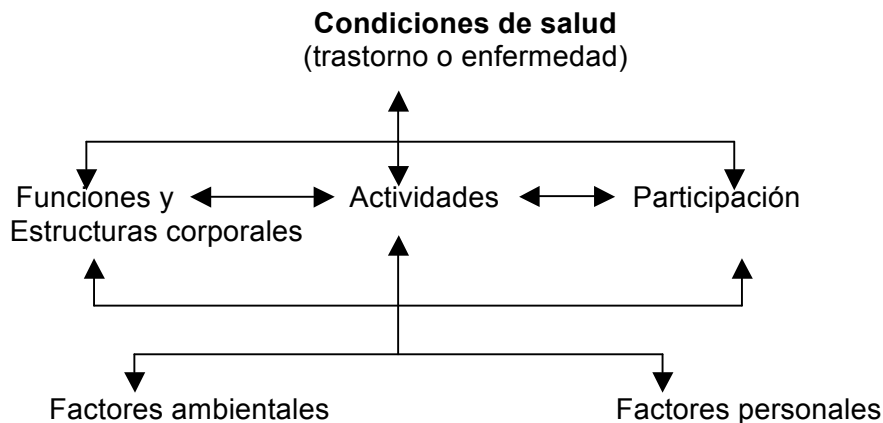 Condiciones de salud
(trastorno o enfermedad)
Funciones y Actividades Participación
Estructuras corporales
Factores ambientales Factores personales